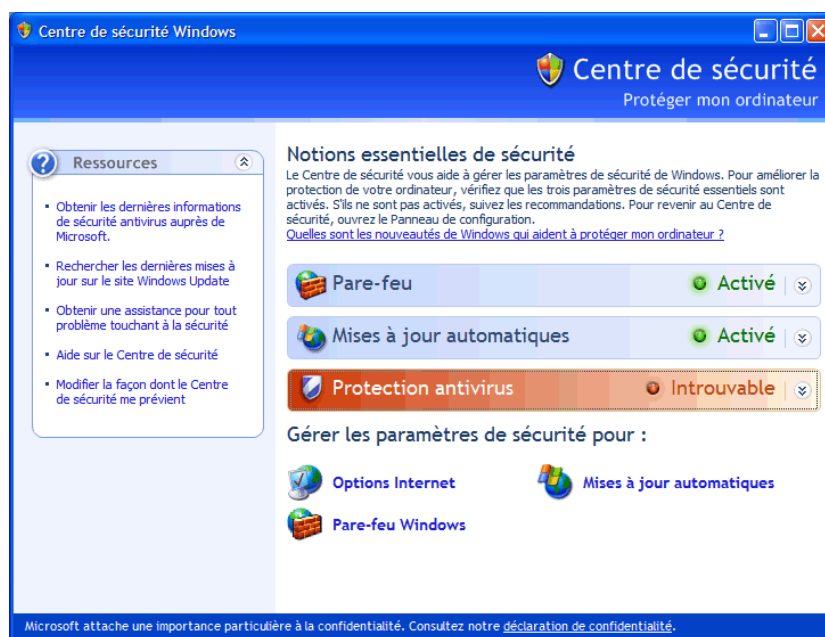 Centre de sécurité Windows
Centre de sécurité
Protéger mon ordinateur
Ressources
Obtenir les dernières informations
de sécurité antivirus auprès de
Microsoft.
Rechercher les dernières mises à
jour sur le site Windows Update
Obtenir une assistance pour tout
problème touchant à la sécurité
Aide sur le Centre de sécurité
Modifier la façon dont le Centre
de sécurité me prévient
Notions essentielles de sécurité
Le Centre de sécurité vous aide à gérer les paramètres de sécurité de Windows. Pour améliorer la
protection de votre ordinateur, vérifiez que les trois paramètres de sécurité essentiels sont
activés. S'ils ne sont pas activés, suivez les recommandations. Pour revenir au Centre de
sécurité, ouvrez le Panneau de configuration.
Quelles sont les nouveautés de Windows qui aident à protéger mon ordinateur ?
Pare-feu Activé
Mises à jour automatiques Activé
Protection antivirus Introuvable
Gérer les paramètres de sécurité pour :
Options Internet Mises à jour automatiques
Pare-feu Windows
Microsoft attache une importance particulière à la confidentialité. Consultez notre déclaration de confidentialité.